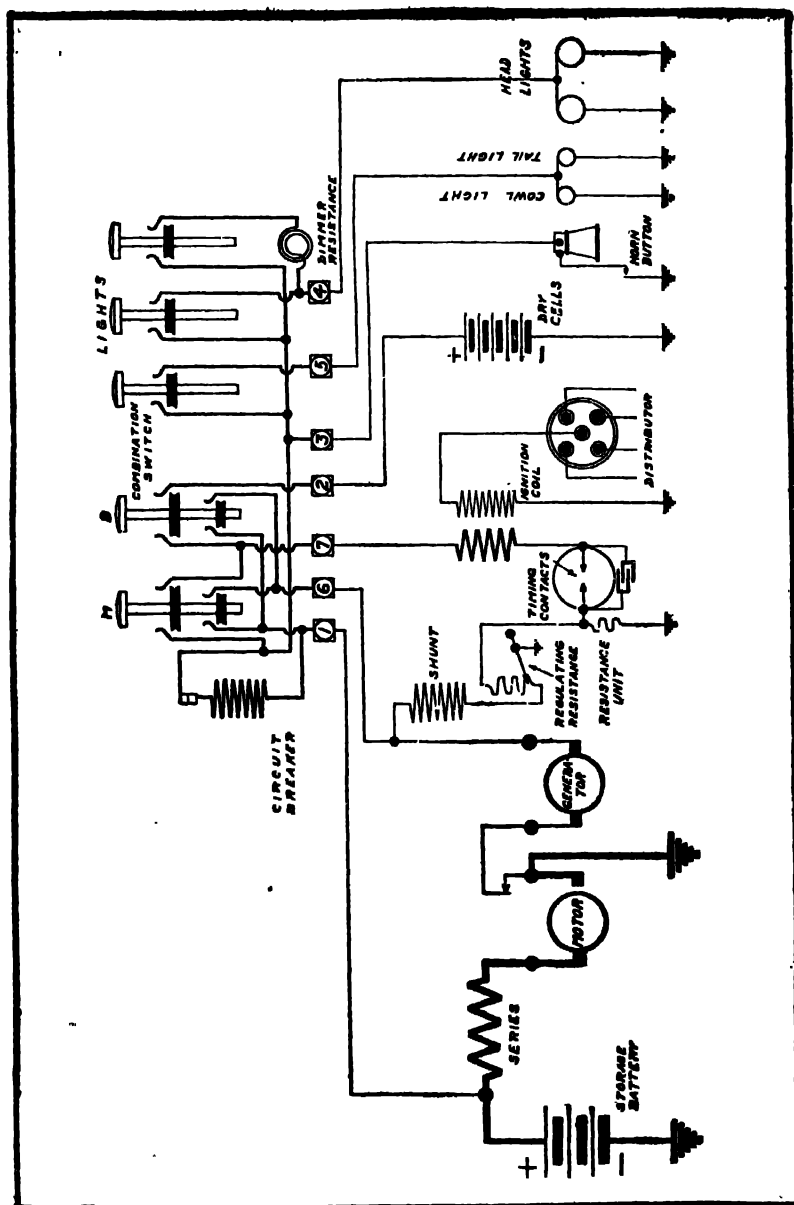 HEAD
LIGHTS
TAIL LIGHT
COWL LIGHT
HORN
BUTTON
DRY
CELLS
+
−
DISTRIBUTOR
IGNITION
COIL
TIMING
CONTACTS
REGULATING
RESISTANCE
RESISTANCE
UNIT
SHUNT
GENERA-
TOR
MOTOR
SERIES
STORAGE
BATTERY
+
−
DIMMER
RESISTANCE
LIGHTS
COMBINATION
SWITCH
B
M
CIRCUIT
BREAKER
4
5
3
2
7
6
1